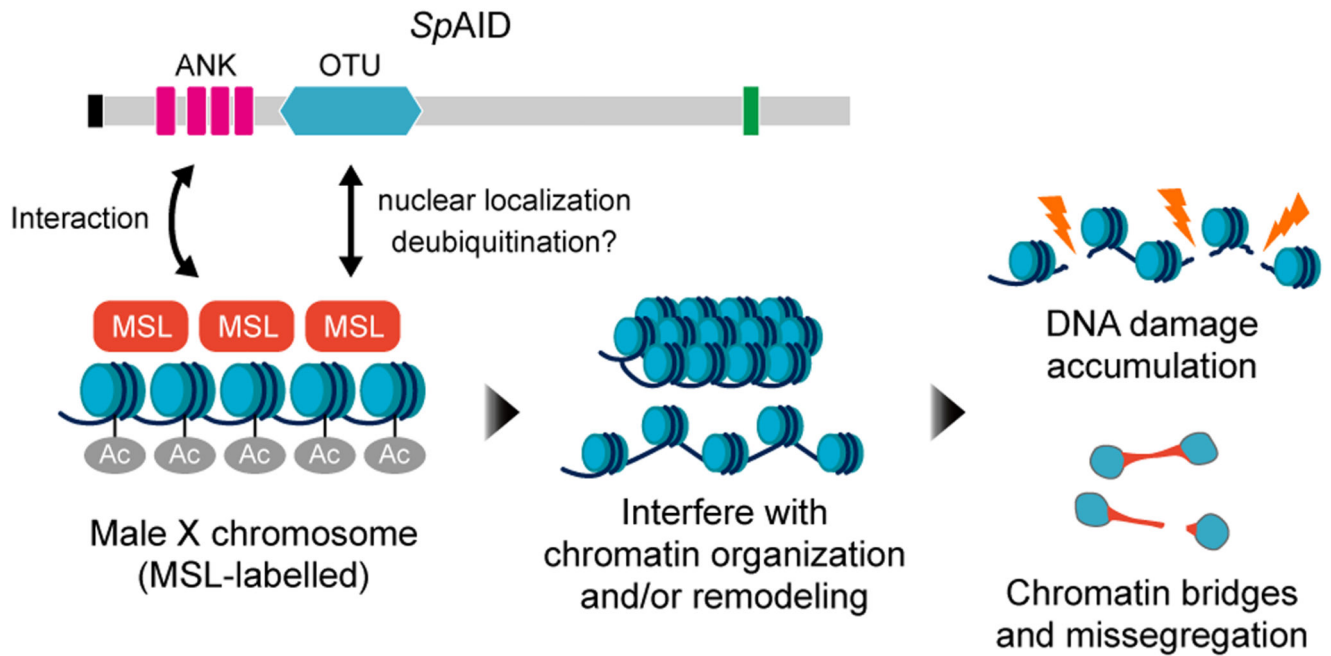 SpAID
ANK
OTU
Interaction
nuclear localization
deubiquitination?
MSL MSL MSL
Ac Ac Ac Ac Ac
Male X chromosome
(MSL-labelled)
Interfere with
chromatin organization
and/or remodeling
DNA damage
accumulation
Chromatin bridges
and missegregation